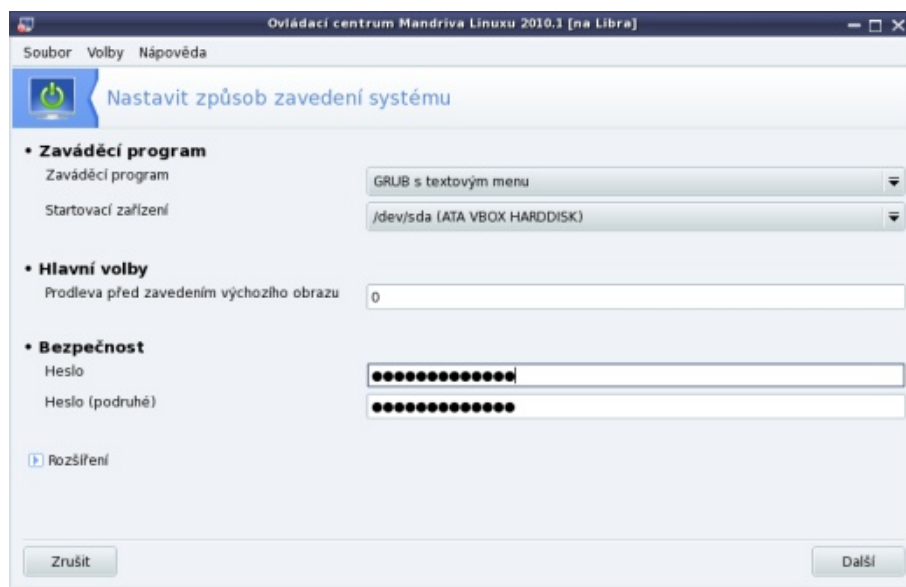 Ovládací centrum Mandriva Linuxu 2010.1 [na Libra]
Soubor Volby Nápověda
Nastavit způsob zavedení systému
• Zaváděcí program
Zaváděcí program GRUB s textovým menu
Startovací zařízení /dev/sda (ATA VBOX HARDDISK)
• Hlavní volby
Prodleva před zavedením výchozího obrazu 0
• Bezpečnost
Heslo ●●●●●●●●●●●●●
Heslo (podruhé) ●●●●●●●●●●●●●
Rozšíření
Zrušit Další